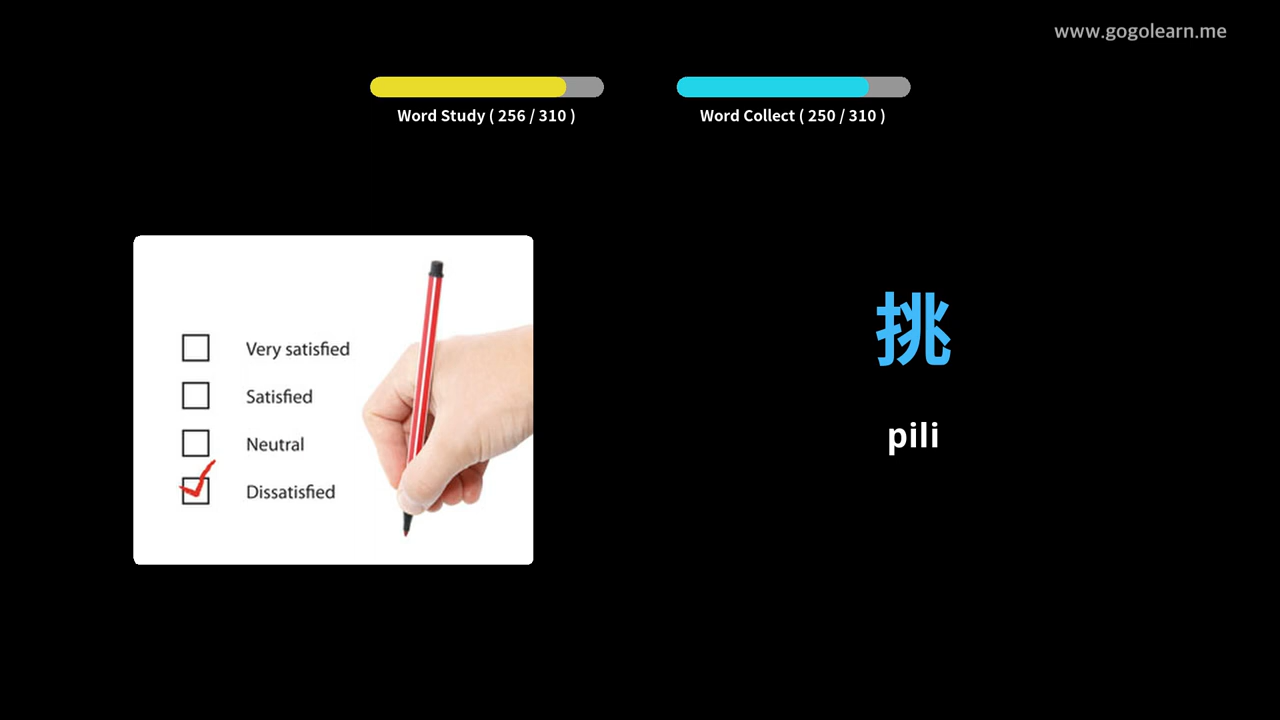 www.gogolearn.me
Word Study ( 256 / 310 )
Word Collect ( 250 / 310 )
Very satisfied
Satisfied
Neutral
Dissatisfied
挑
pili